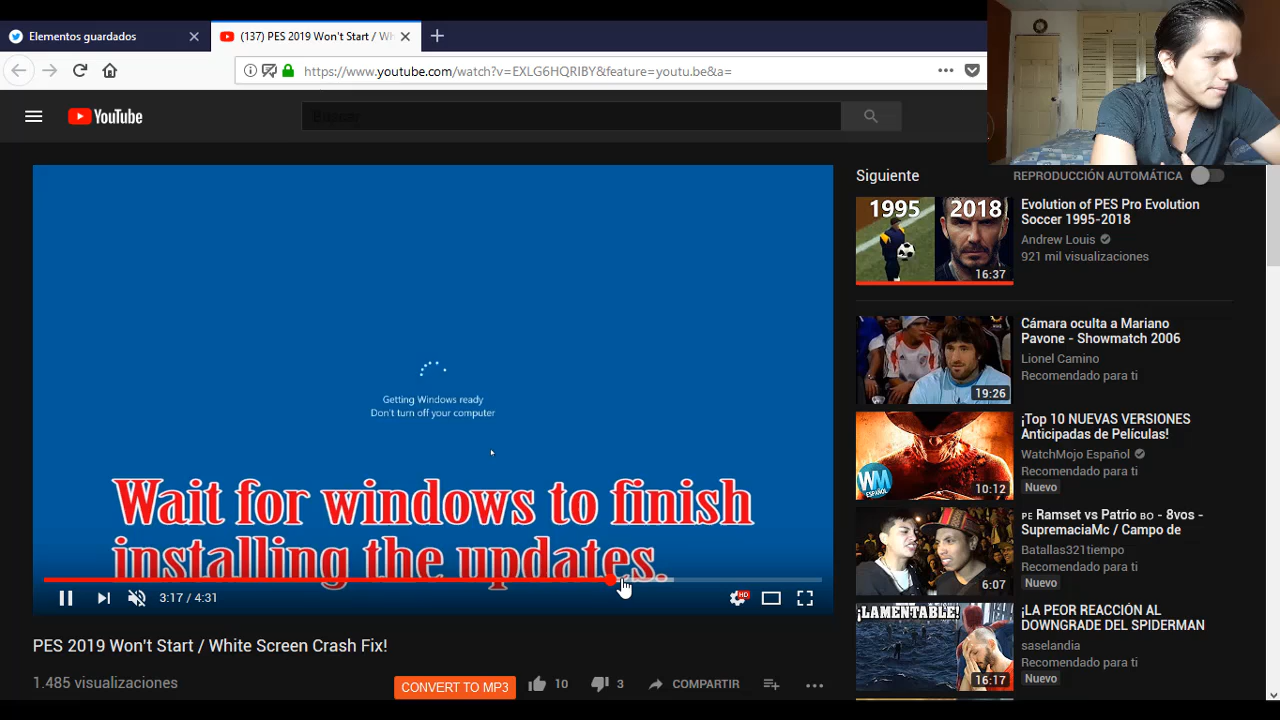 Elementos guardados
(137) PES 2019 Won't Start / Wh
https://www.youtube.com/watch?v=EXLG6HQRIBY&feature=youtu.be&a=
YouTube
Buscar
Getting Windows ready
Don't turn off your computer
Wait for windows to finish
installing the updates.
HD
3:17 / 4:31
PES 2019 Won't Start / White Screen Crash Fix!
1.485 visualizaciones
CONVERT TO MP3
10
3
COMPARTIR
Siguiente
REPRODUCCIÓN AUTOMÁTICA
1995
2018
16:37
Evolution of PES Pro Evolution
Soccer 1995-2018
Andrew Louis
921 mil visualizaciones
19:26
Cámara oculta a Mariano
Pavone - Showmatch 2006
Lionel Camino
Recomendado para ti
WM
ESPAÑOL
10:12
¡Top 10 NUEVAS VERSIONES
Anticipadas de Películas!
WatchMojo Español
Recomendado para ti
Nuevo
6:07
PE Ramset vs Patrio BO - 8vos -
SupremaciaMc / Campo de
Batallas321tiempo
Recomendado para ti
Nuevo
¡LAMENTABLE!
16:17
¡LA PEOR REACCIÓN AL
DOWNGRADE DEL SPIDERMAN
saselandia
Recomendado para ti
Nuevo